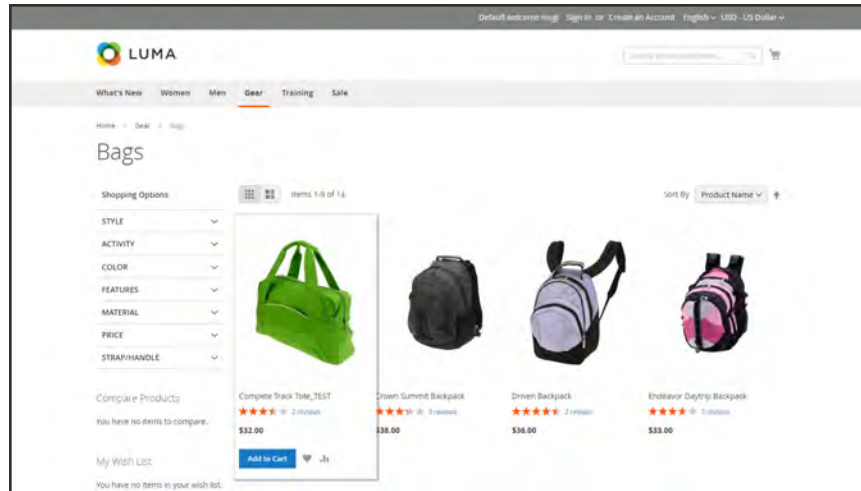 Default welcome msg! Sign In or Create an Account English USD - US Dollar
LUMA
What's New Women Men Gear Training Sale
Home Gear Bags
Bags
Shopping Options
Items 1-9 of 14
Sort By Product Name
STYLE
ACTIVITY
COLOR
FEATURES
MATERIAL
PRICE
STRAP/HANDLE
Compete Track Tote_TEST
2 reviews
$32.00
Add to Cart
Crown Summit Backpack
3 reviews
$38.00
Driven Backpack
2 reviews
$36.00
Endeavor Daytrip Backpack
$33.00
Compare Products
You have no items to compare.
My Wish List
You have no items in your wish list.